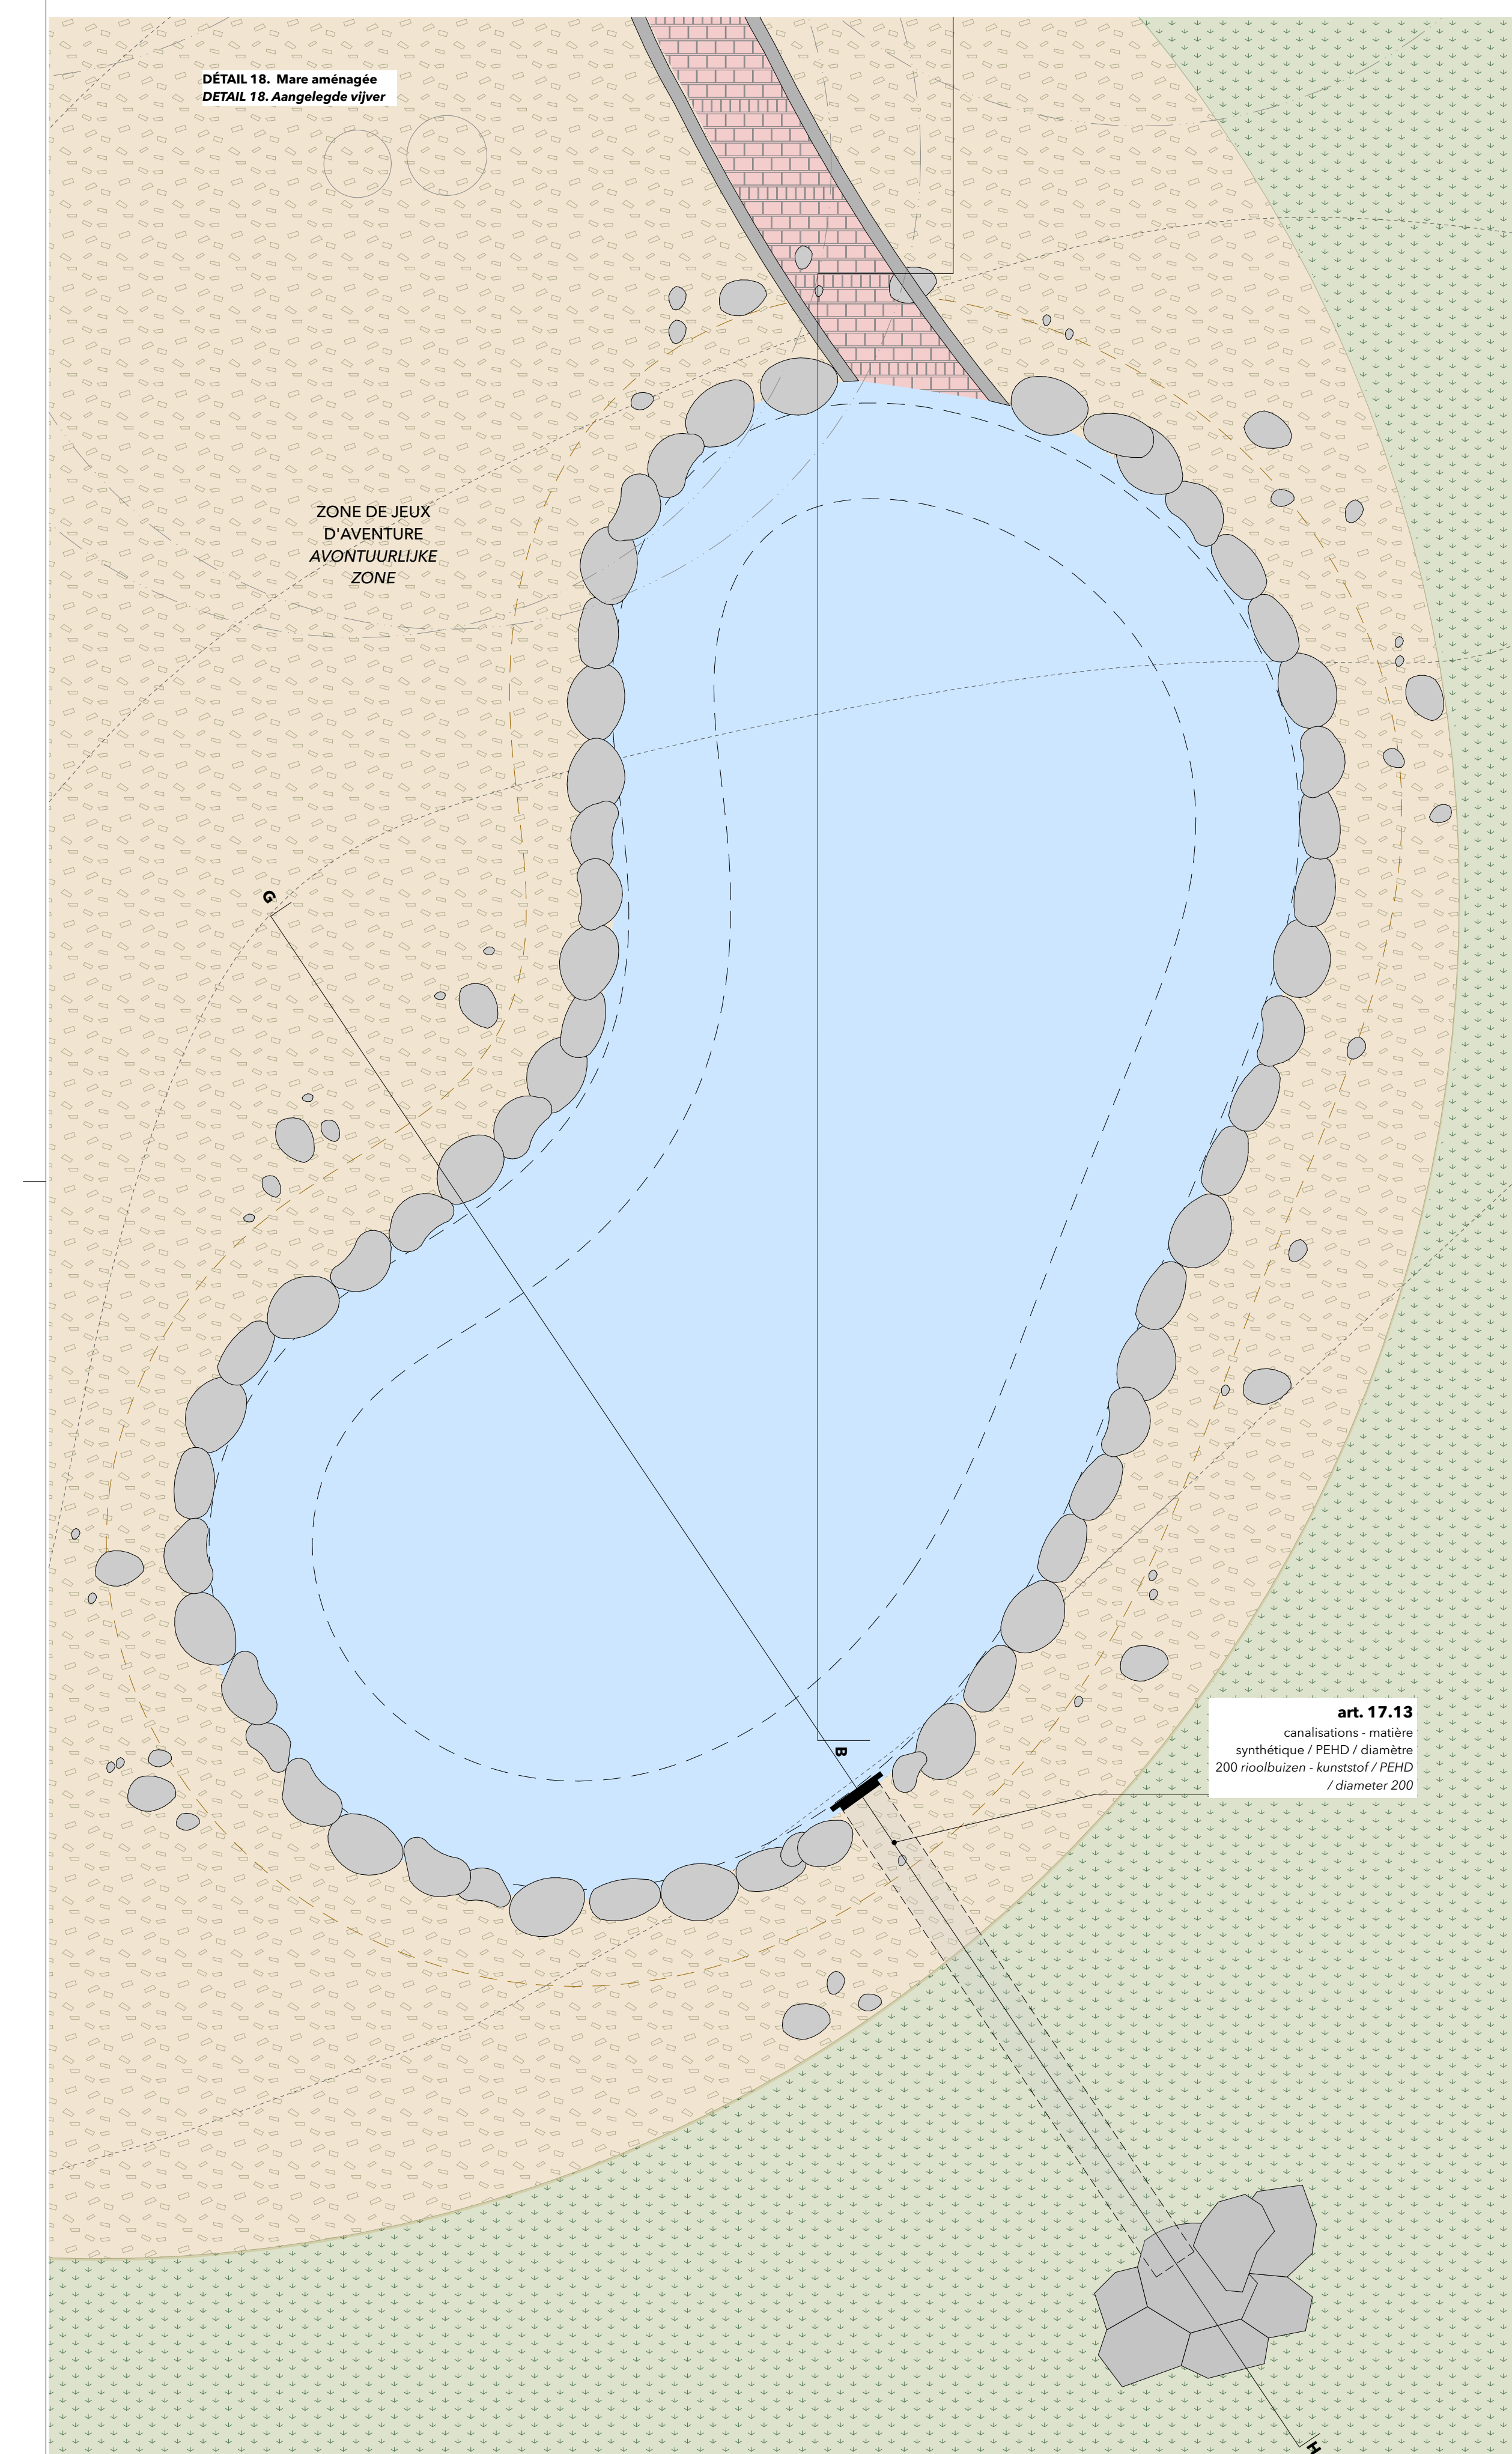 DÉTAIL 18. Mare aménagée
DETAIL 18. Aangelegde vijver
ZONE DE JEUX
D'AVENTURE
AVONTUURLIJKE
ZONE
G
B
art. 17.13
canalisations - matière
synthétique / PEHD / diamètre
200 rioolbuizen - kunststof / PEHD
/ diameter 200
H